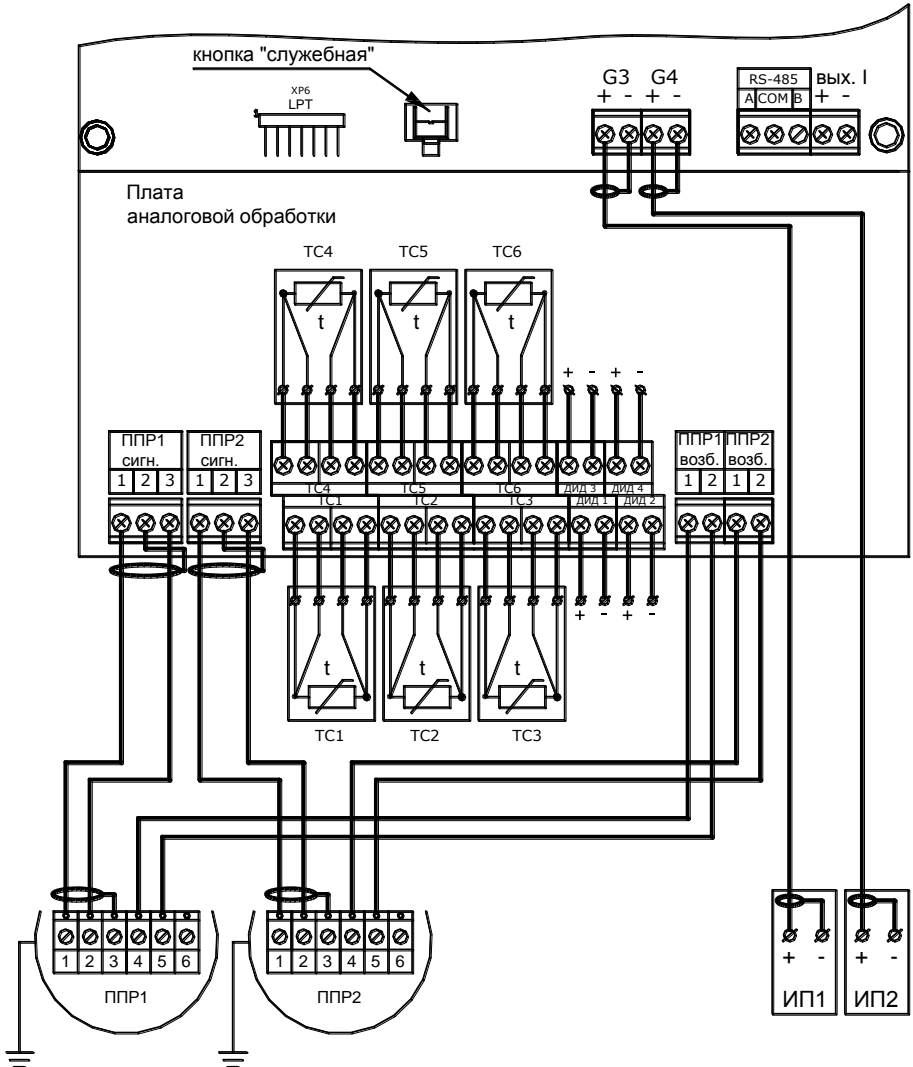 кнопка "служебная"
XP6
LPT
G3 G4
+ - + -
RS-485 вых. I
A COM B + -
Плата
аналоговой обработки
ТС4 ТС5 ТС6
t t t
+ - + -
ППР1 ППР2
сигн. сигн.
1 2 3 1 2 3
ППР1 ППР2
возб. возб.
1 2 1 2
ТС4 ТС5 ТС6 ДИД 3 ДИД 4
ТС1 ТС2 ТС3 ДИД 1 ДИД 2
+ - + -
t t t
ТС1 ТС2 ТС3
1 2 3 4 5 6
ППР1
1 2 3 4 5 6
ППР2
+ - + -
ИП1 ИП2